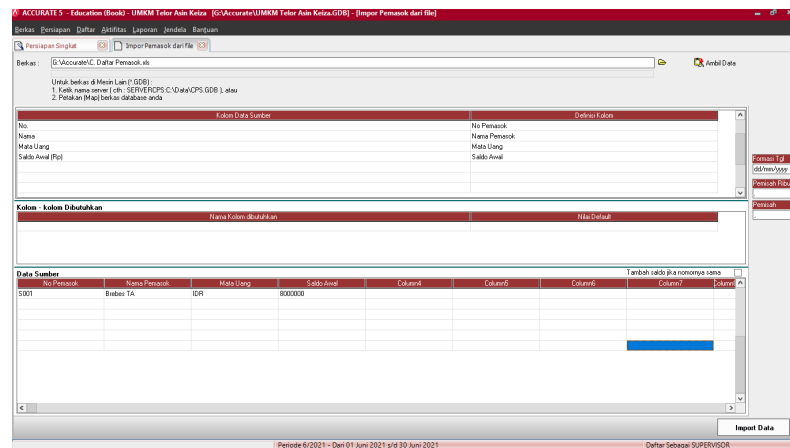 ACCURATE 5 - Education (Book) - UMKM Telor Asin Keiza [G:\Accurate\UMKM Telor Asin Keiza.GDB] - [Impor Pemasok dari file]
Berkas Persiapan Daftar Aktifitas Laporan Jendela Bantuan
Persiapan Singkat Impor Pemasok dari file
Berkas : G:\Accurate\C. Daftar Pemasok.xls Ambil Data
Untuk berkas di Mesin Lain (*.GDB) :
1. Ketik nama server ( cth : SERVERCPS:C:\Data\CPS.GDB ), atau
2. Petakan (Map) berkas database anda
Kolom Data Sumber Definisi Kolom
No. No Pemasok
Nama Nama Pemasok
Mata Uang Mata Uang
Saldo Awal (Rp) Saldo Awal
Formasi Tgl
dd/mm/yyyy
Pemisah Ribu
Pemisah
Kolom - kolom Dibutuhkan
Nama Kolom dibutuhkan Nilai Default
Data Sumber Tambah saldo jika nomornya sama
No Pemasok Nama Pemasok Mata Uang Saldo Awal Column4 Column5 Column6 Column7 Column
S001 Brebes TA IDR 8000000
Import Data
Periode 6/2021 - Dari 01 Juni 2021 s/d 30 Juni 2021 Daftar Sebagai SUPERVISOR